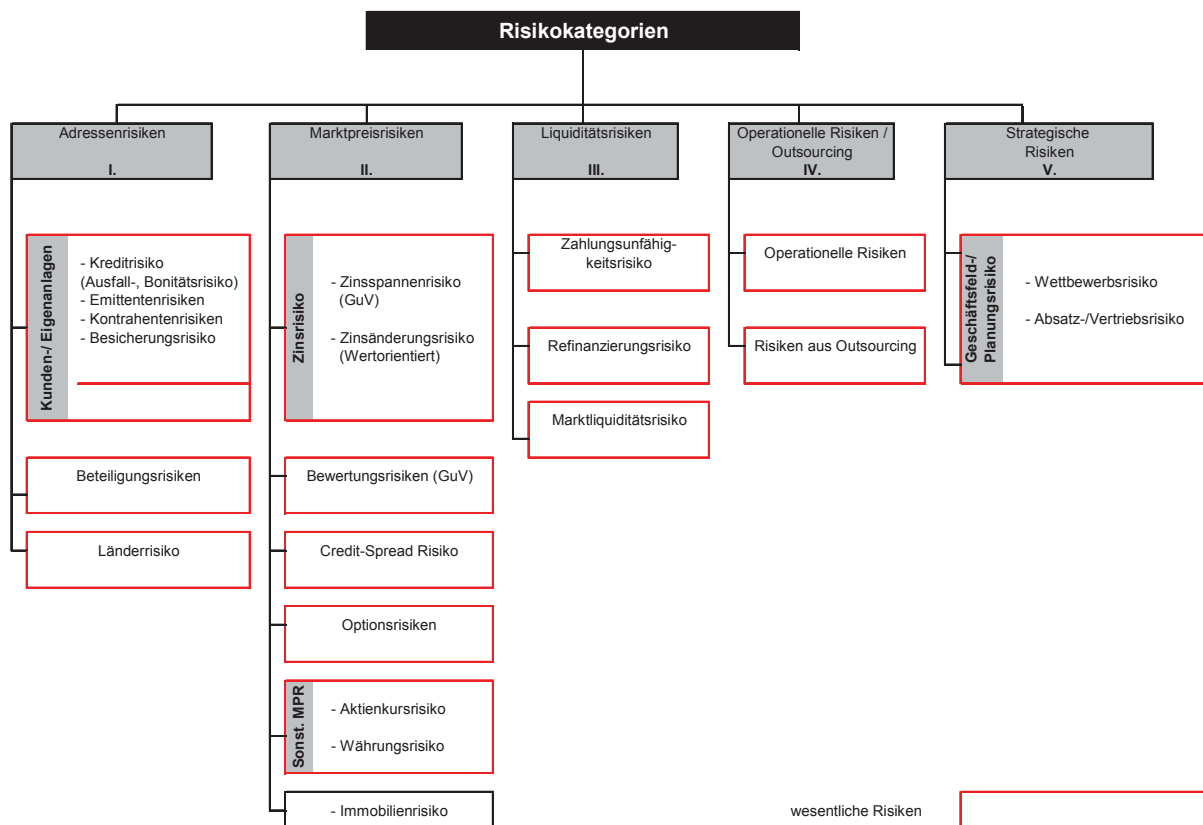 Risikokategorien
Adressenrisiken
I.
Marktpreisrisiken
II.
Liquiditätsrisiken
III.
Operationelle Risiken /
Outsourcing
IV.
Strategische
Risiken
V.
Kunden-/ Eigenanlagen
- Kreditrisiko
(Ausfall-, Bonitätsrisiko)
- Emittentenrisiken
- Kontrahentenrisiken
- Besicherungsrisiko
Beteiligungsrisiken
Länderrisiko
Zinsrisiko
- Zinsspannenrisiko
(GuV)
- Zinsänderungsrisiko
(Wertorientiert)
Bewertungsrisiken (GuV)
Credit-Spread Risiko
Optionsrisiken
Sonst. MPR
- Aktienkursrisiko
- Währungsrisiko
- Immobilienrisiko
Zahlungsunfähig-
keitsrisiko
Refinanzierungsrisiko
Marktliquiditätsrisiko
Operationelle Risiken
Risiken aus Outsourcing
Geschäftsfeld-/
Planungsrisiko
- Wettbewerbsrisiko
- Absatz-/Vertriebsrisiko
wesentliche Risiken